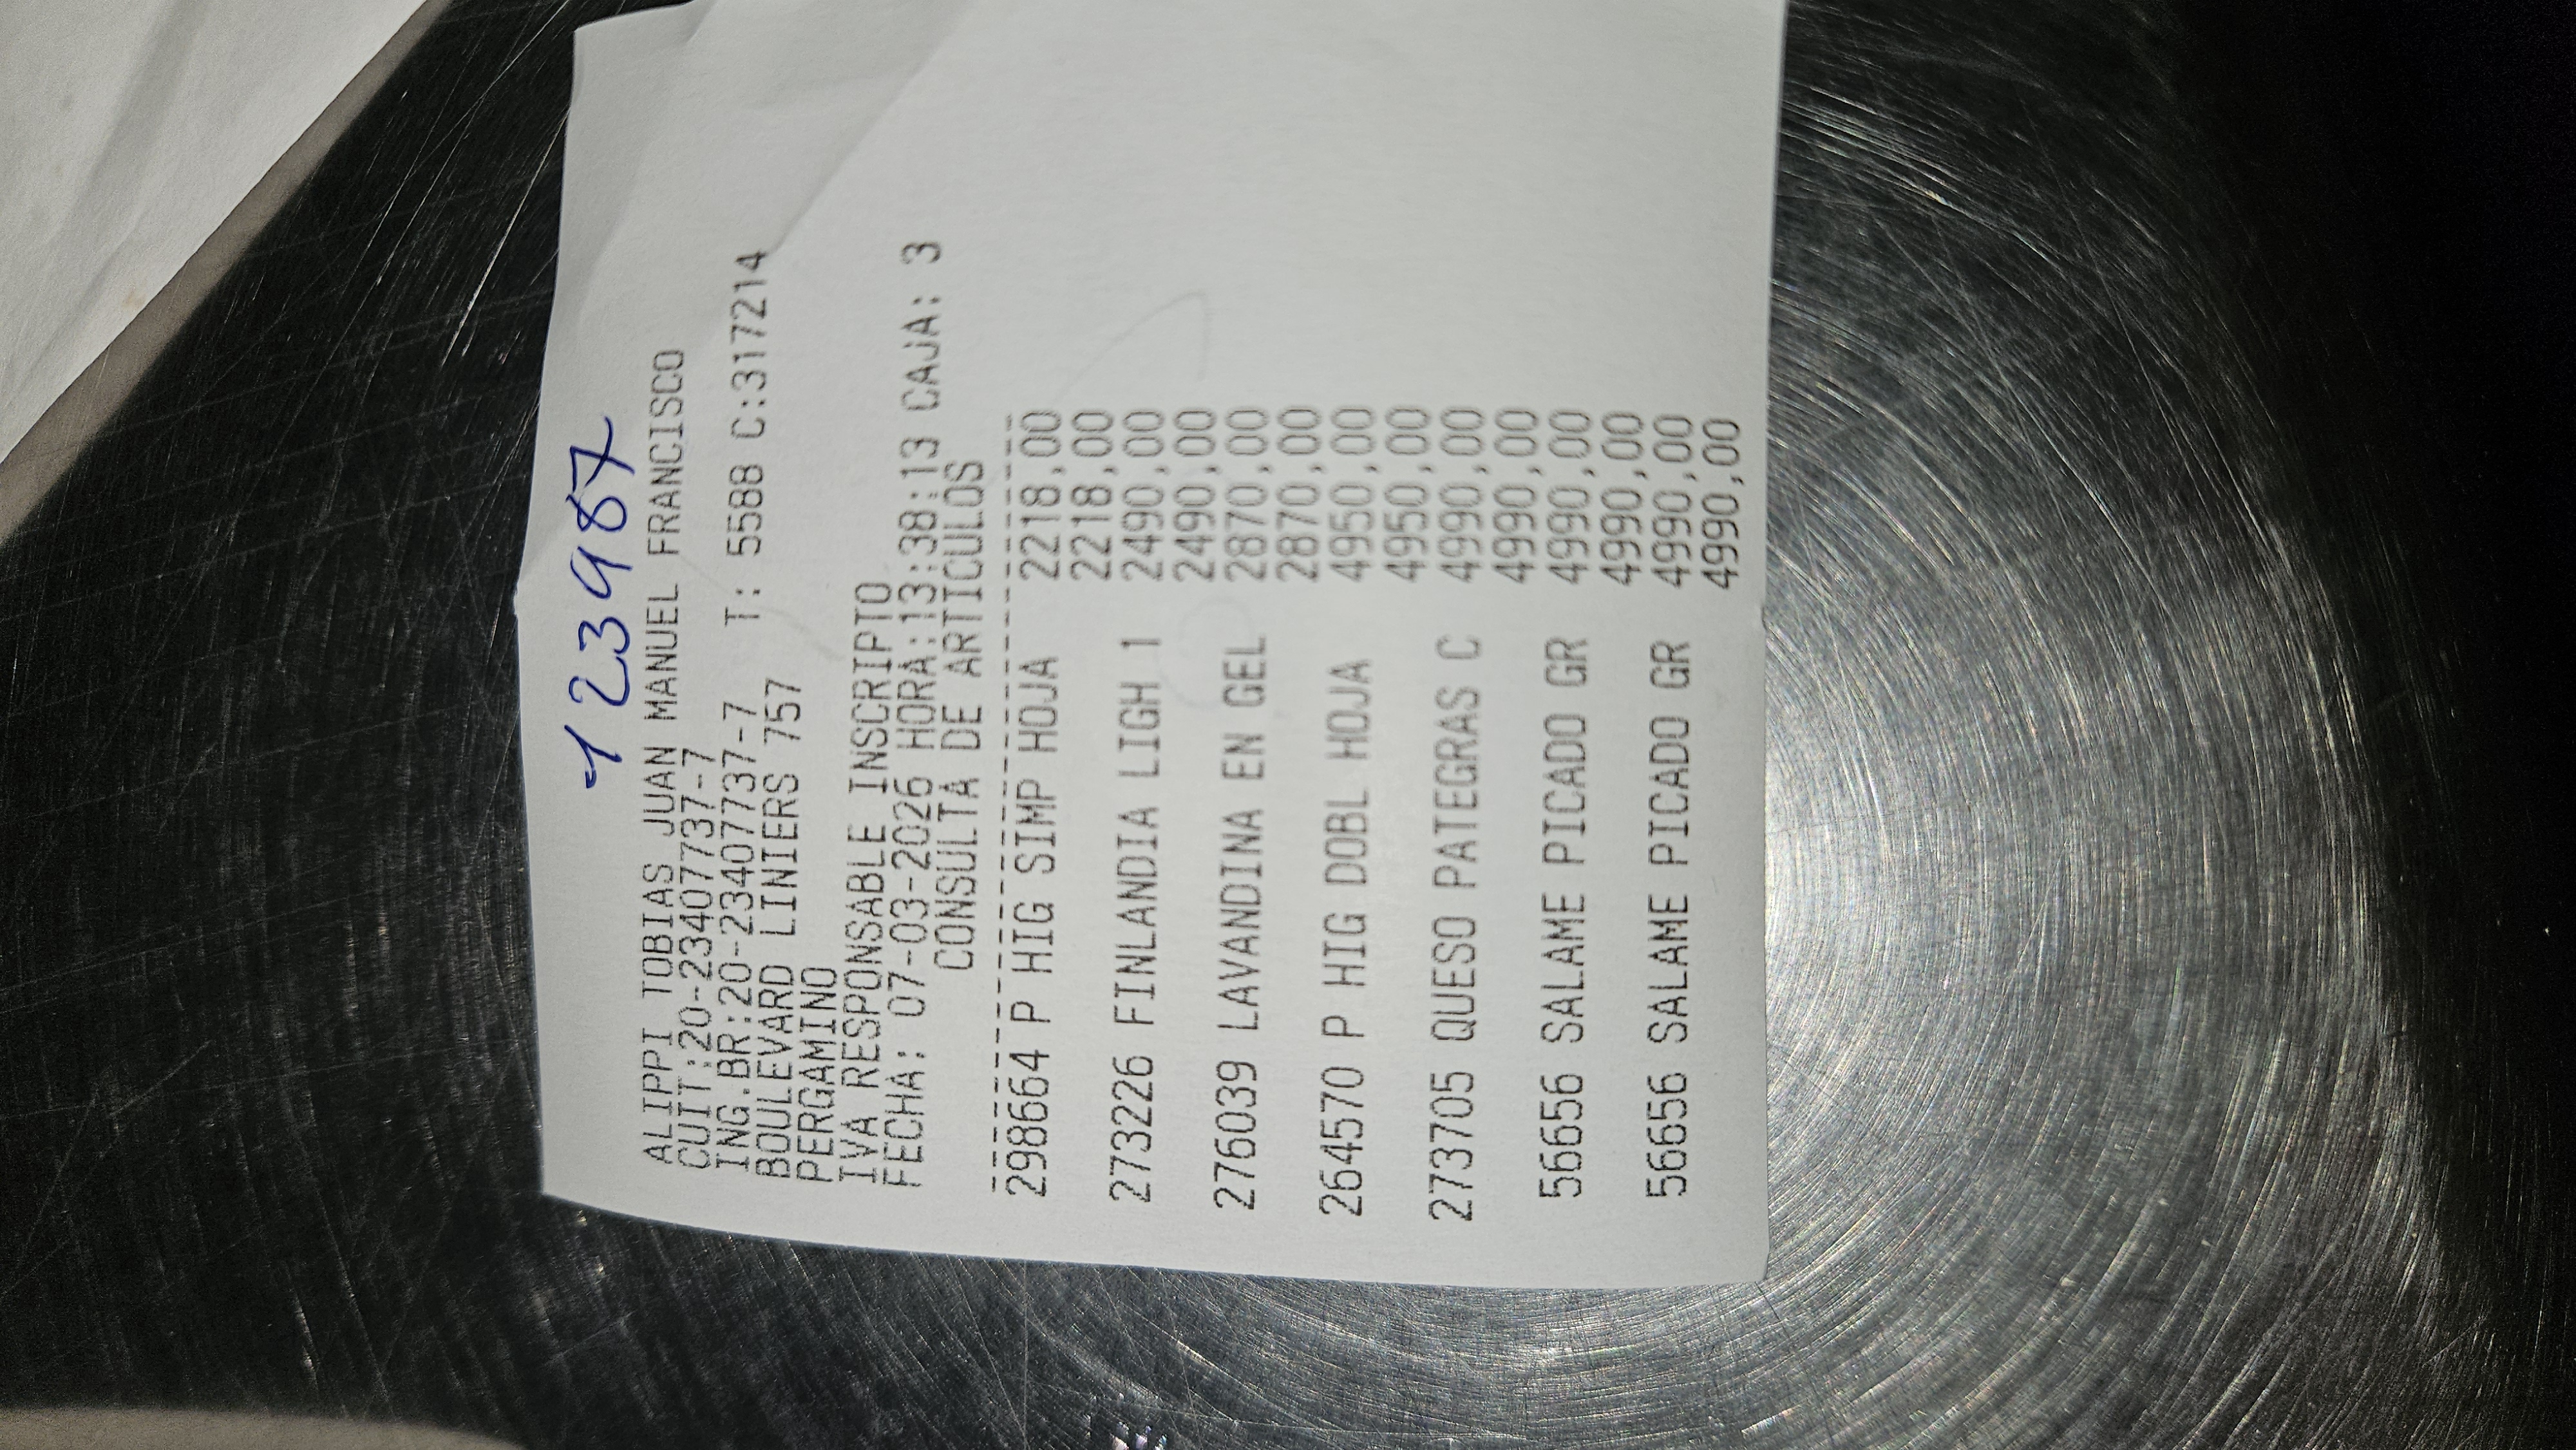 123987
ALIPPI TOBIAS JUAN MANUEL FRANCISCO
CUIT:20-23407737-7
ING.BR:20-23407737-7
BOULEVARD LINIERS 757 T: 5588 C:317214
PERGAMINO
IVA RESPONSABLE INSCRIPTO
FECHA: 07-03-2026 HORA:13:38:13 CAJA: 3
CONSULTA DE ARTICULOS
298664 P HIG SIMP HOJA 2218,00
2218,00
273226 FINLANDIA LIGH 1 2490,00
2490,00
276039 LAVANDINA EN GEL 2870,00
2870,00
264570 P HIG DOBL HOJA 4950,00
4950,00
273705 QUESO PATEGRAS C 4990,00
4990,00
56656 SALAME PICADO GR 4990,00
4990,00
56656 SALAME PICADO GR 4990,00
4990,00